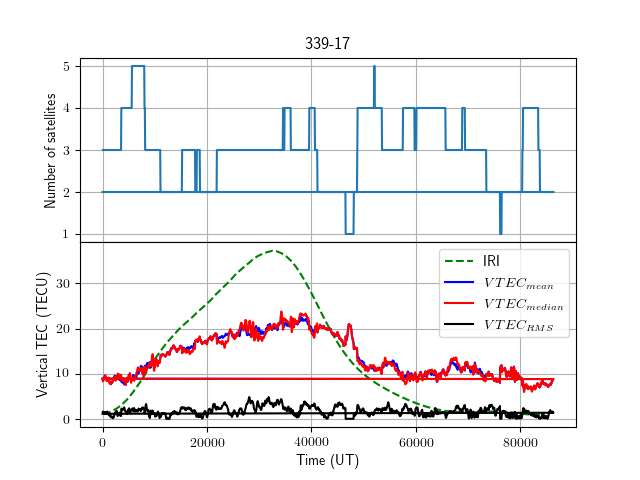 339-17
Number of satellites
5
4
3
2
1
Vertical TEC (TECU)
30
20
10
0
IRI
VTEC_mean
VTEC_median
VTEC_RMS
0 20000 40000 60000 80000
Time (UT)